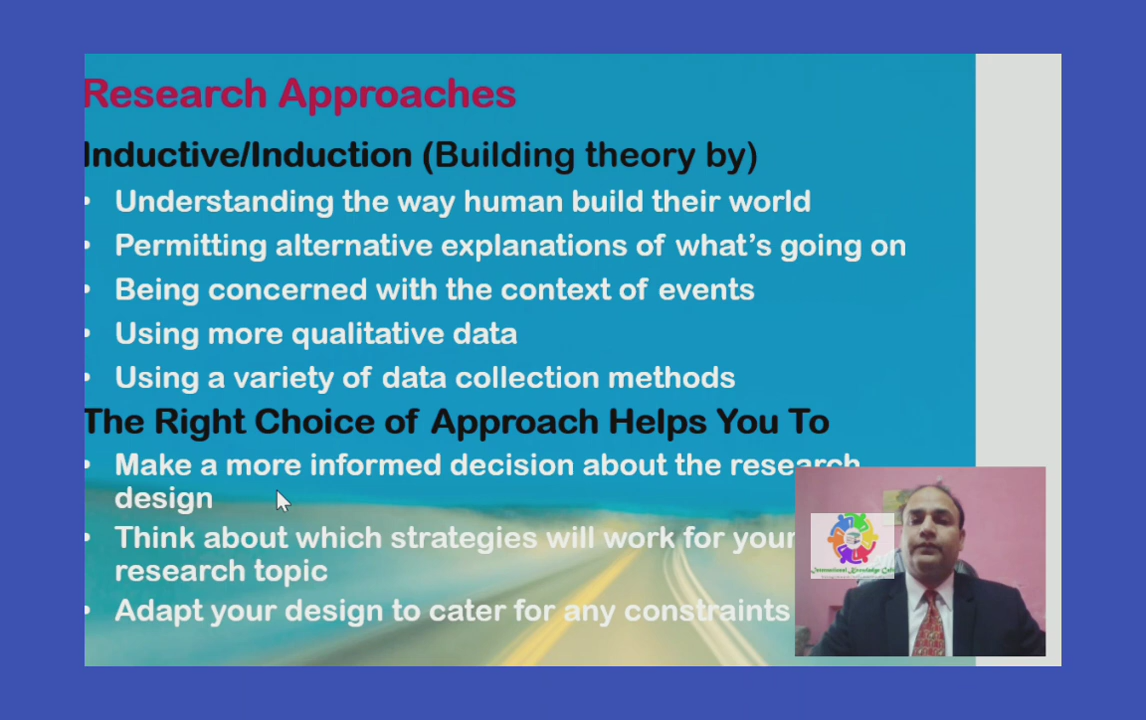 Research Approaches
Inductive/Induction (Building theory by)
• Understanding the way human build their world
• Permitting alternative explanations of what's going on
• Being concerned with the context of events
• Using more qualitative data
• Using a variety of data collection methods
The Right Choice of Approach Helps You To
• Make a more informed decision about the research
design
• Think about which strategies will work for your
research topic
• Adapt your design to cater for any constraints
International Knowledge